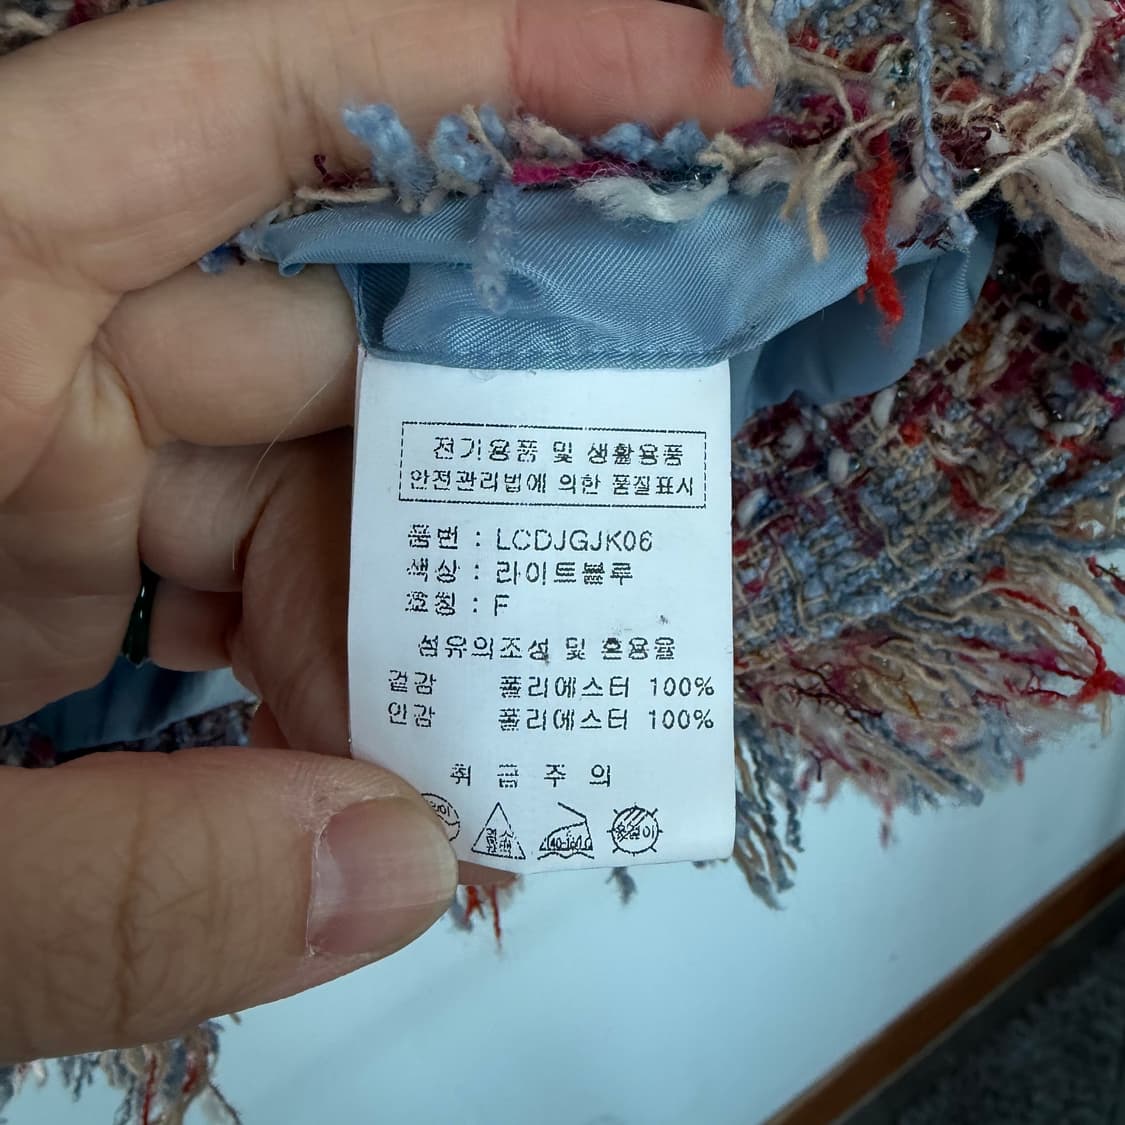 전기용품 및 생활용품
안전관리법에 의한 품질표시
품번 : LCDJGJK06
색상 : 라이트블루
호칭 : F
섬유의조성 및 혼용율
겉감 폴리에스터 100%
안감 폴리에스터 100%
취 급 주 의